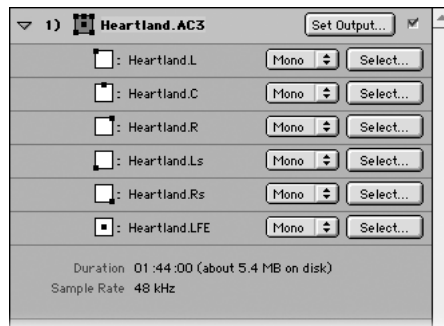 1) Heartland.AC3 Set Output...
: Heartland.L Mono Select...
: Heartland.C Mono Select...
: Heartland.R Mono Select...
: Heartland.Ls Mono Select...
: Heartland.Rs Mono Select...
: Heartland.LFE Mono Select...
Duration 01:44:00 (about 5.4 MB on disk)
Sample Rate 48 kHz